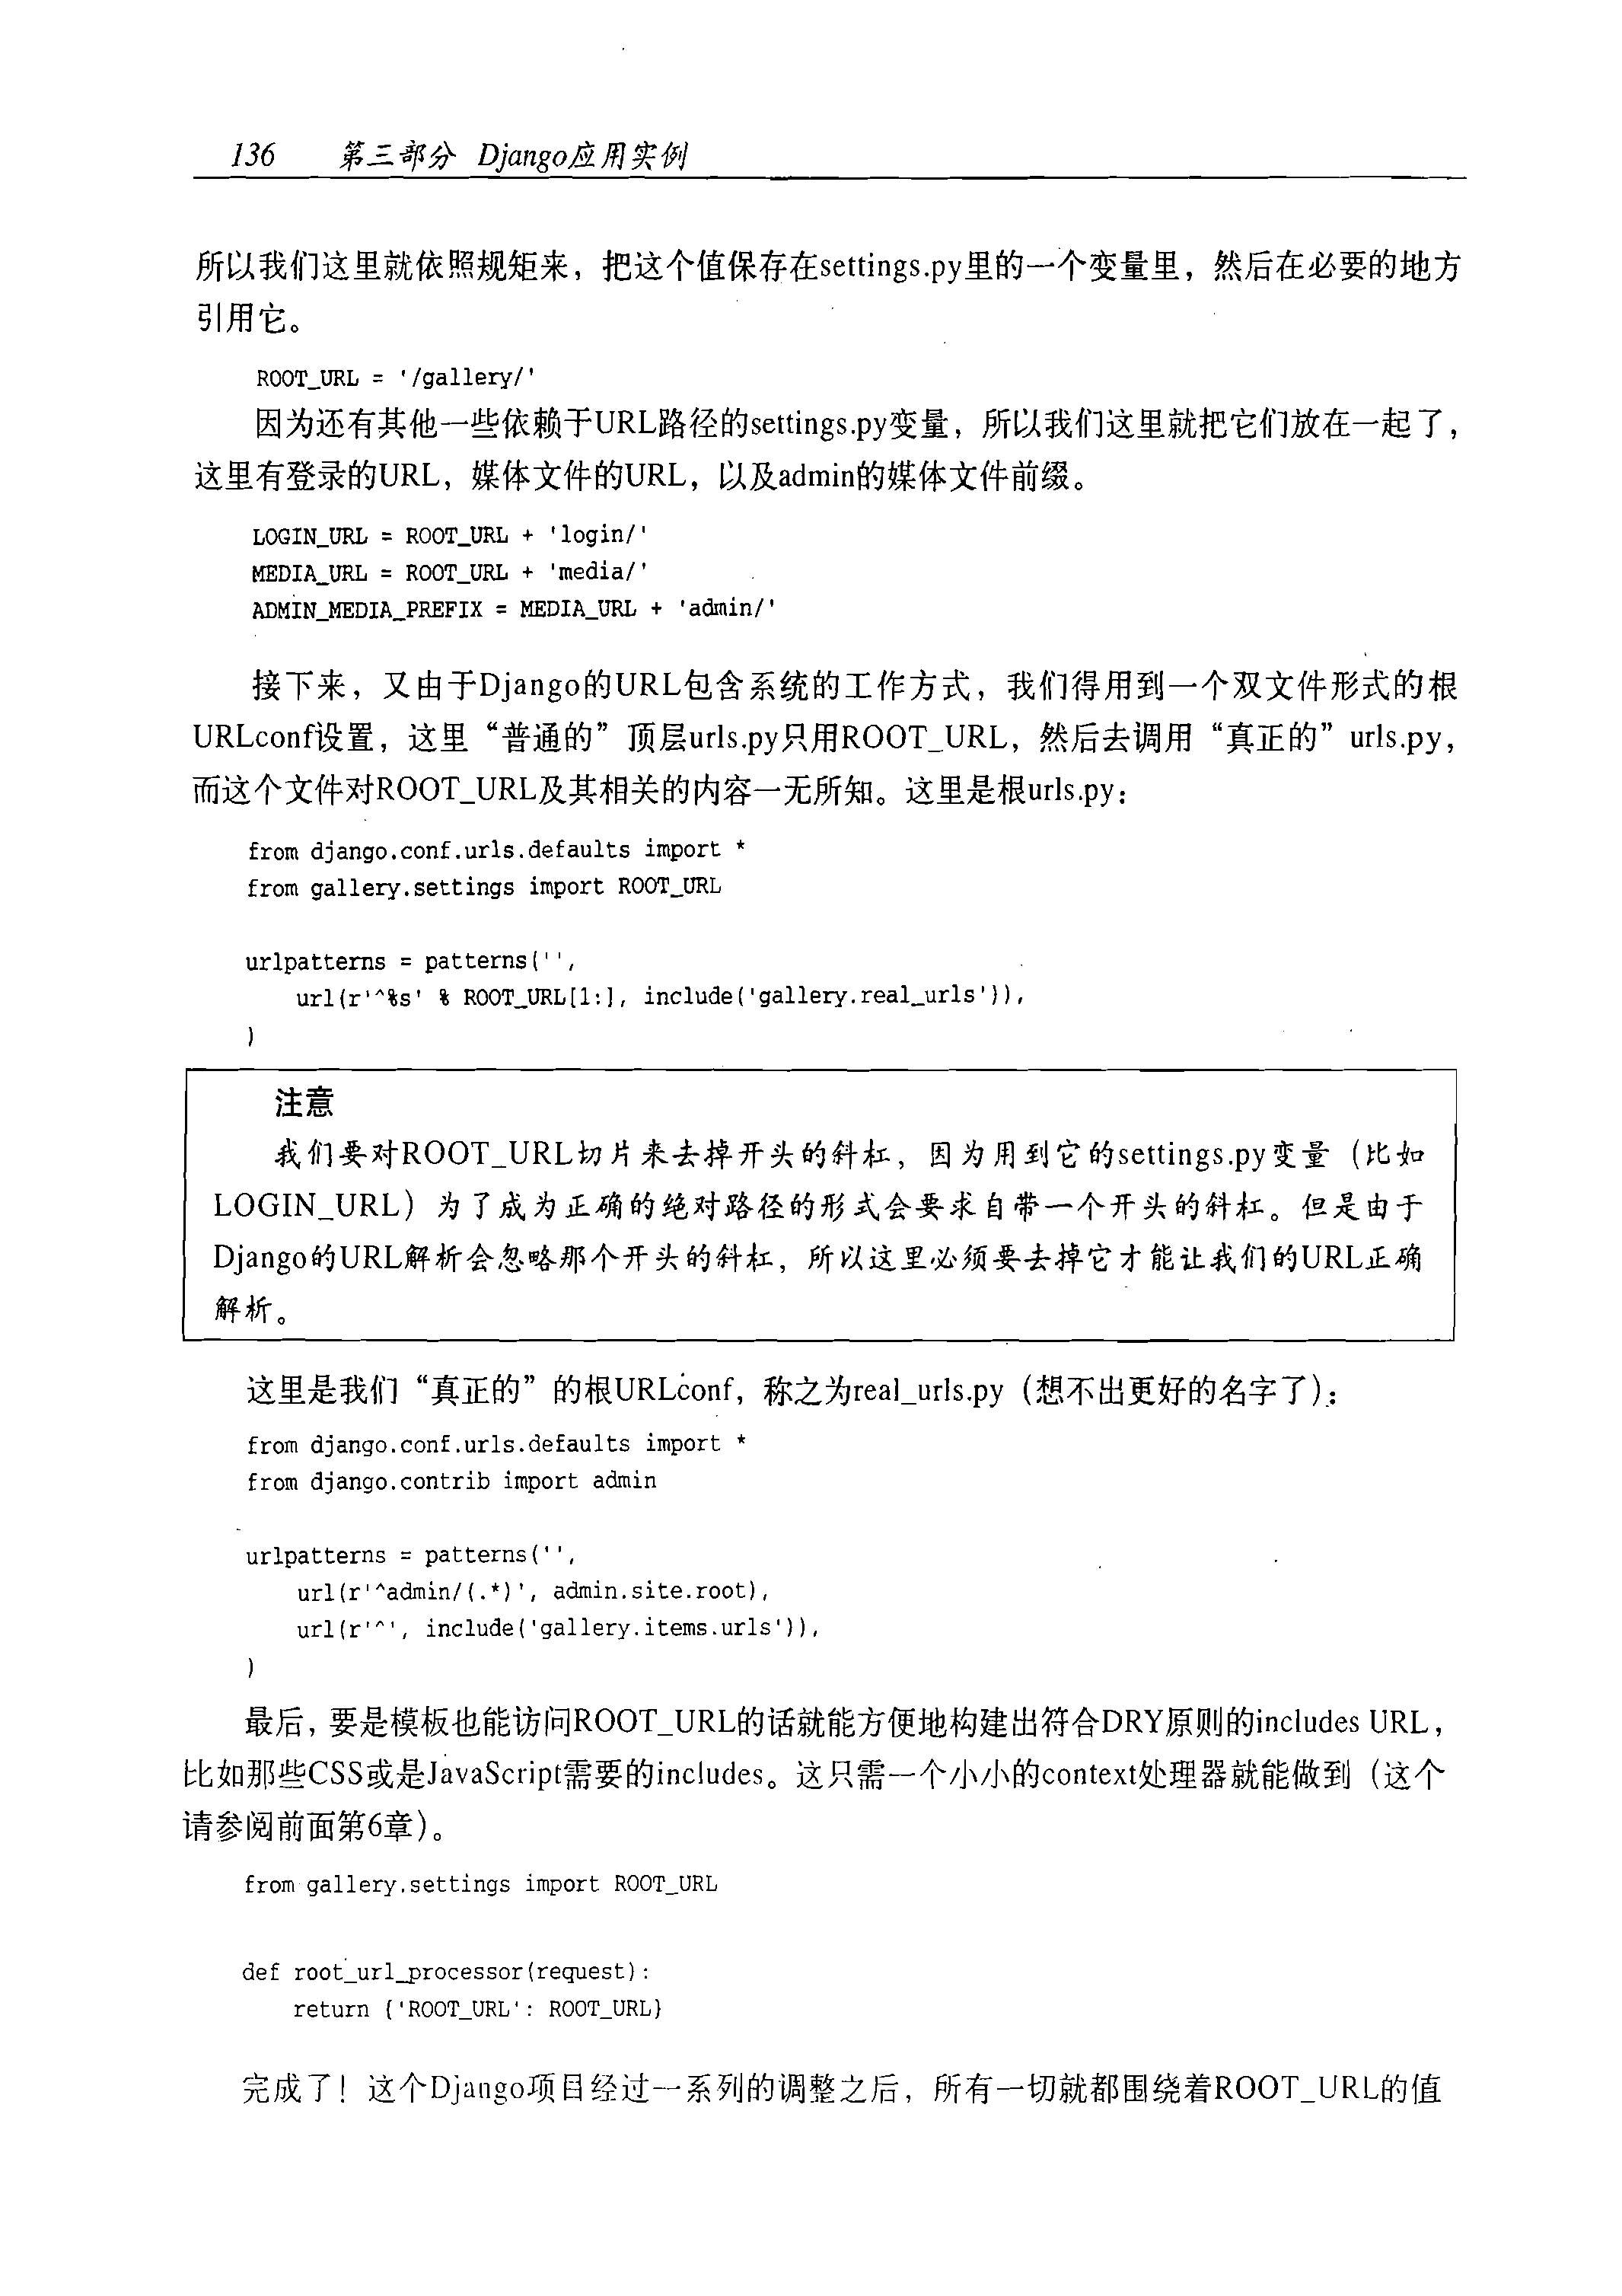 136 第三部分 Django应用实例
所以我们这里就依照规矩来，把这个值保存在settings.py里的一个变量里，然后在必要的地方
引用它。
ROOT_URL = '/gallery/'
因为还有其他一些依赖于URL路径的settings.py变量，所以我们这里就把它们放在一起了，
这里有登录的URL，媒体文件的URL，以及admin的媒体文件前缀。
LOGIN_URL = ROOT_URL + 'login/'
MEDIA_URL = ROOT_URL + 'media/'
ADMIN_MEDIA_PREFIX = MEDIA_URL + 'admin/'
接下来，又由于Django的URL包含系统的工作方式，我们得用到一个双文件形式的根
URLconf设置，这里“普通的”顶层urls.py只用ROOT_URL，然后去调用“真正的”urls.py，
而这个文件对ROOT_URL及其相关的内容一无所知。这里是根urls.py：
from django.conf.urls.defaults import *
from gallery.settings import ROOT_URL
urlpatterns = patterns('',
    url(r'^%s' % ROOT_URL[1:], include('gallery.real_urls')),
)
注意
我们要对ROOT_URL切片来去掉开头的斜杠，因为用到它的settings.py变量（比如
LOGIN_URL）为了成为正确的绝对路径的形式会要求自带一个开头的斜杠。但是由于
Django的URL解析会忽略那个开头的斜杠，所以这里必须要去掉它才能让我们的URL正确
解析。
这里是我们“真正的”的根URLconf，称之为real_urls.py（想不出更好的名字了）：
from django.conf.urls.defaults import *
from django.contrib import admin
urlpatterns = patterns('',
    url(r'^admin/(.*)', admin.site.root),
    url(r'^', include('gallery.items.urls')),
)
最后，要是模板也能访问ROOT_URL的话就能方便地构建出符合DRY原则的includes URL，
比如那些CSS或是JavaScript需要的includes。这只需一个小小的context处理器就能做到（这个
请参阅前面第6章）。
from gallery.settings import ROOT_URL
def root_url_processor(request):
    return {'ROOT_URL': ROOT_URL}
完成了！这个Django项目经过一系列的调整之后，所有一切就都围绕着ROOT_URL的值